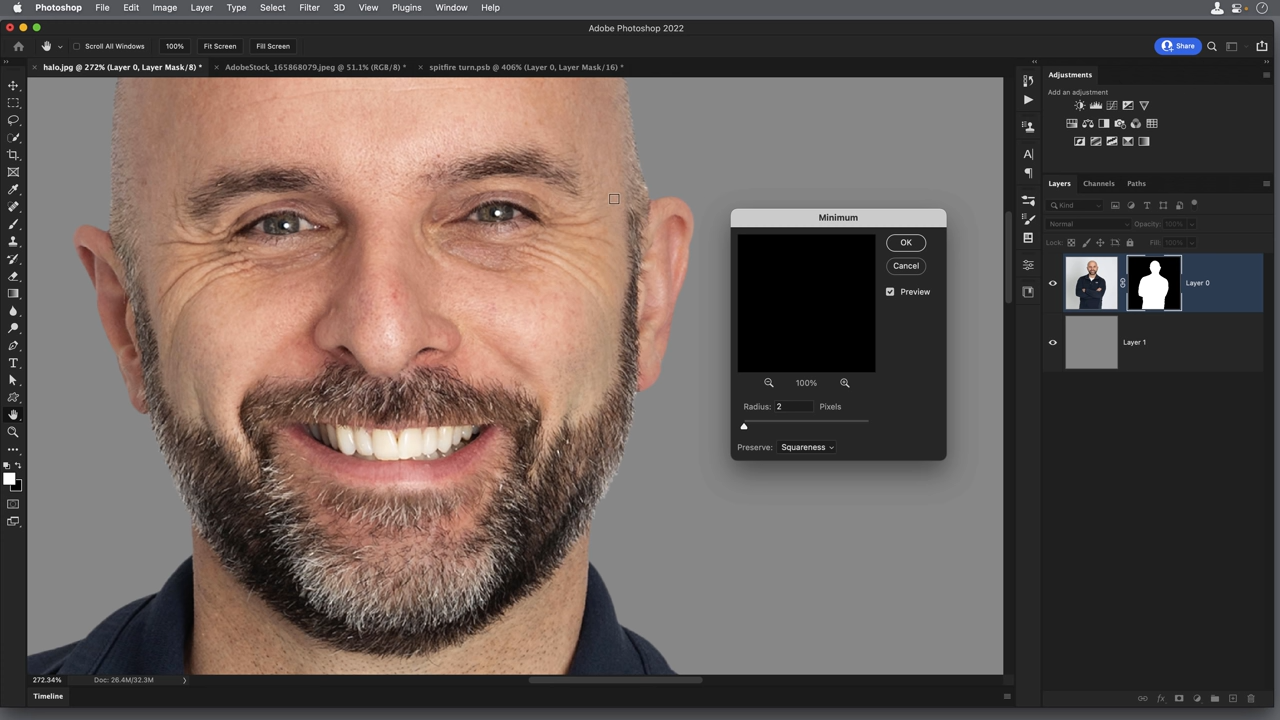 Photoshop File Edit Image Layer Type Select Filter 3D View Plugins Window Help
Adobe Photoshop 2022
Scroll All Windows 100% Fit Screen Fill Screen Share
halo.jpg @ 272% (Layer 0, Layer Mask/8) * AdobeStock_165868079.jpeg @ 51.1% (RGB/8) * spitfire turn.psb @ 406% (Layer 0, Layer Mask/16) *
Adjustments
Add an adjustment
Layers Channels Paths
Kind
Normal Opacity: 100%
Lock: Fill: 100%
Layer 0
Layer 1
Minimum
OK
Cancel
Preview
100%
Radius: 2 Pixels
Preserve: Squareness
272.34% Doc: 26.4M/32.3M
Timeline